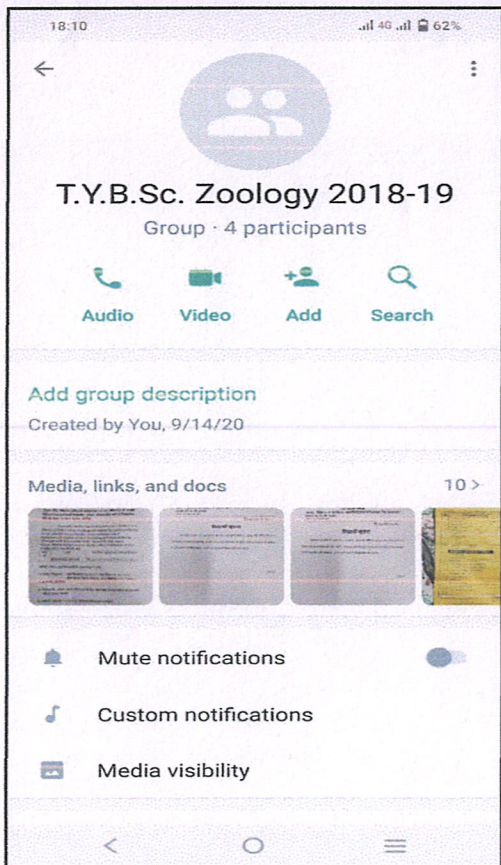 18:10 4G 62%
T.Y.B.Sc. Zoology 2018-19
Group · 4 participants
Audio Video Add Search
Add group description
Created by You, 9/14/20
Media, links, and docs 10 >
Mute notifications
Custom notifications
Media visibility